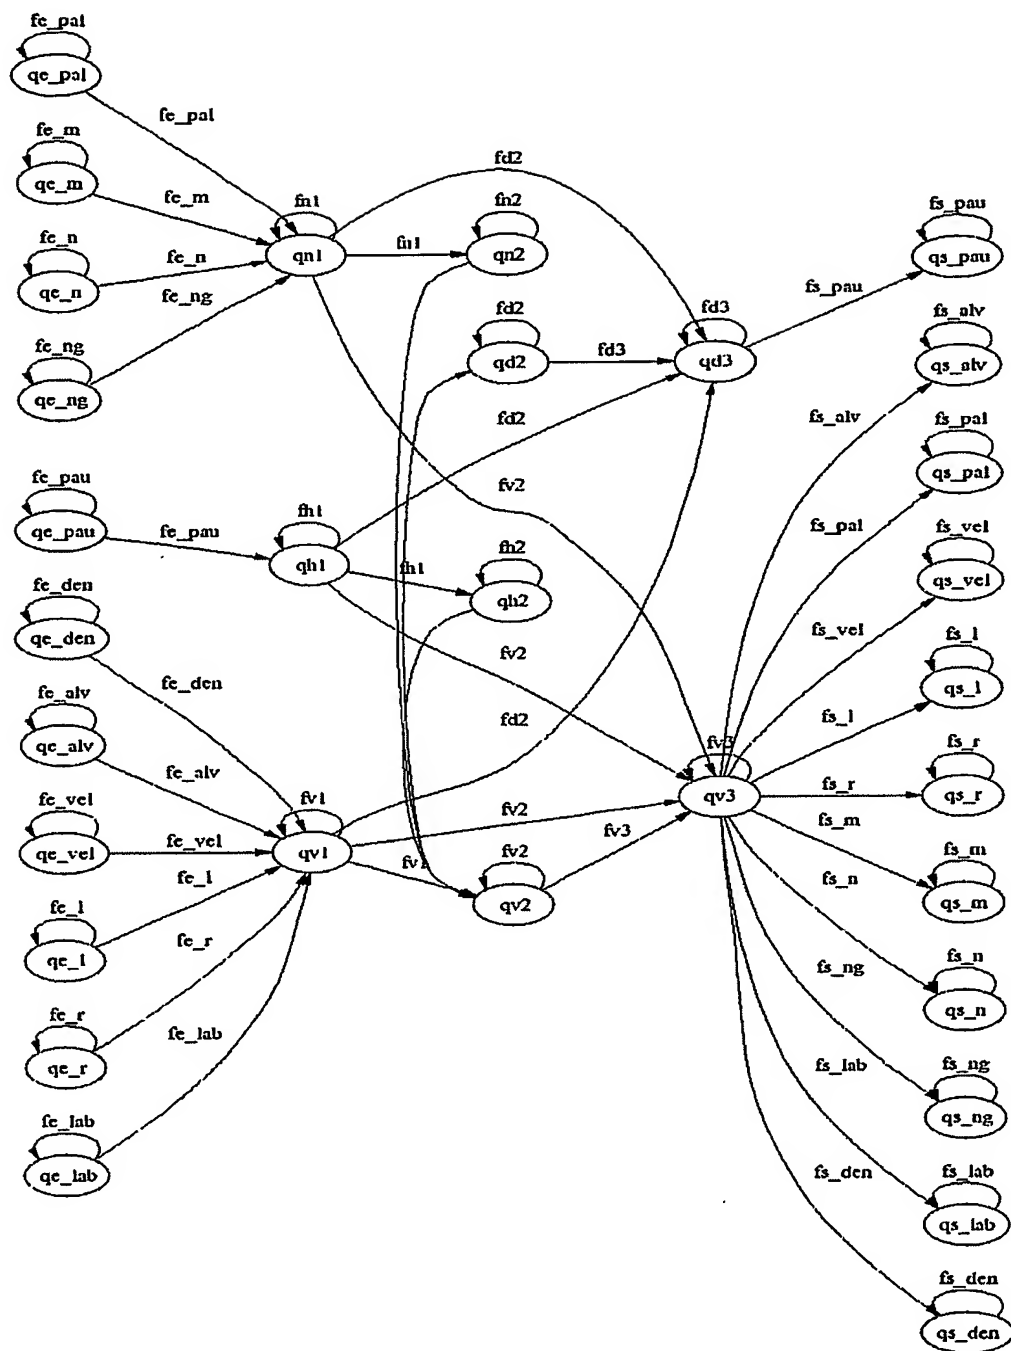 fe_pal
qe_pal
fe_pal
fe_m
qe_m
fe_m
fe_n
qe_n
fe_n
fe_ng
qe_ng
fe_ng
fn1
qn1
fd2
fn1
fn2
qn2
fd2
qd2
fd3
fd3
qd3
fd2
fv2
fs_pau
fs_pau
qs_pau
fe_pau
qe_pau
fe_pau
fh1
qh1
fh1
fh2
qh2
fv2
fd2
fe_den
qe_den
fe_den
fe_alv
qe_alv
fe_alv
fe_vel
qe_vel
fe_vel
fe_l
qe_l
fe_l
fe_r
qe_r
fe_r
fe_lab
qe_lab
fe_lab
fv1
qv1
fv2
fv1
fv2
qv2
fv3
fv3
qv3
fs_alv
fs_alv
qs_alv
fs_pal
fs_pal
qs_pal
fs_vel
fs_vel
qs_vel
fs_l
fs_l
qs_l
fs_r
fs_r
qs_r
fs_m
fs_m
qs_m
fs_n
fs_n
qs_n
fs_ng
fs_ng
qs_ng
fs_lab
fs_lab
qs_lab
fs_den
fs_den
qs_den